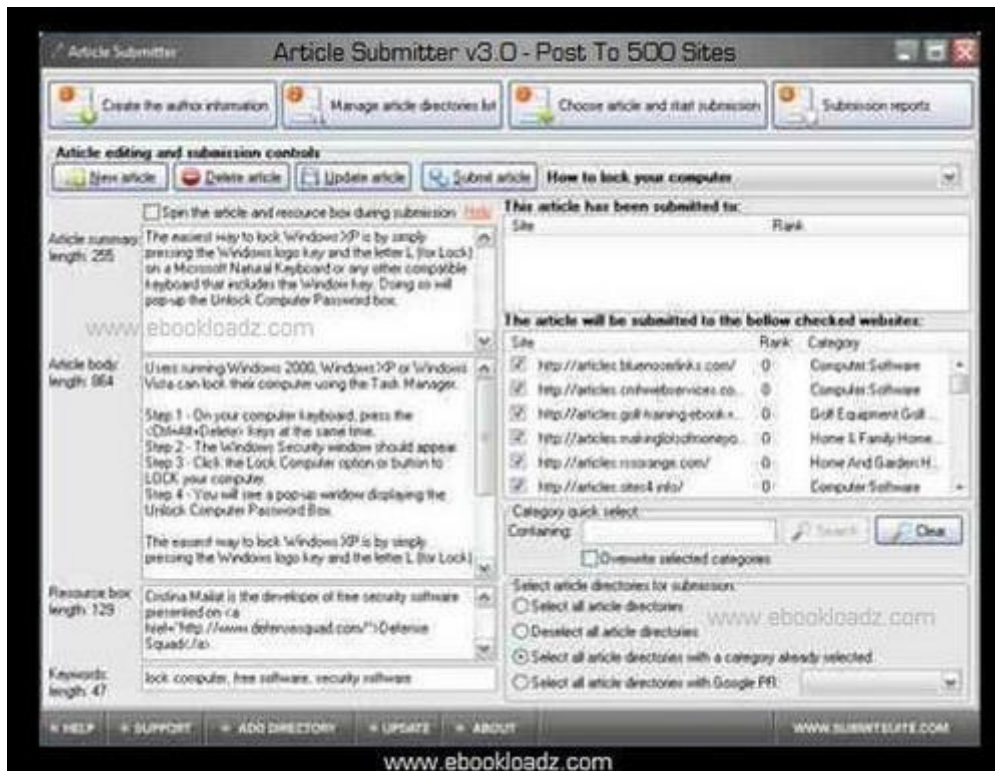 Article Submitter
Article Submitter v3.0 - Post To 500 Sites
Create the author information
Manage article directories list
Choose article and start submission
Submission reports
Article editing and submission controls
New article
Delete article
Update article
Submit article
How to lock your computer
Spin the article and resource box during submission Help
Article summary
length: 255
The easiest way to lock Windows XP is by simply
pressing the Windows logo key and the letter L (for Lock)
on a Microsoft Natural Keyboard or any other compatible
keyboard that includes the Window key. Doing so will
pop-up the Unlock Computer Password box.
www.ebookloadz.com
Article body
length: 864
Users running Windows 2000, Windows XP or Windows
Vista can lock their computer using the Task Manager.
Step 1 - On your computer keyboard, press the
<Ctrl+Alt+Delete> keys at the same time.
Step 2 - The Windows Security window should appear.
Step 3 - Click the Lock Computer option or button to
LOCK your computer.
Step 4 - You will see a pop-up window displaying the
Unlock Computer Password Box.
The easiest way to lock Windows XP is by simply
pressing the Windows logo key and the letter L (for Lock)
Resource box
length: 129
Cristina Mailat is the developer of free security software
presented on <a
href="http://www.defensesquad.com/">Defense
Squad</a>.
Keywords
length: 47
lock computer, free software, security software
This article has been submitted to:
Site
Rank
The article will be submitted to the bellow checked websites:
Site Rank Category
http://articles.bluenoselinks.com/ 0 Computer Software
http://articles.cmhwebservices.co... 0 Computer Software
http://articles.golf-training-ebook... 0 Golf Equipment Golf ...
http://articles.makinglotsofmoneyo... 0 Home & Family Home...
http://articles.rssorange.com/ 0 Home And Garden H...
http://articles.sites4.info/ 0 Computer Software
Category quick select
Containing:
Search
Clear
Overwrite selected categories
Select article directories for submission
Select all article directories
www.ebookloadz.com
Deselect all article directories
Select all article directories with a category already selected
Select all article directories with Google PR:
HELP
SUPPORT
ADD DIRECTORY
UPDATE
ABOUT
WWW.SUBMITSUITE.COM
www.ebookloadz.com